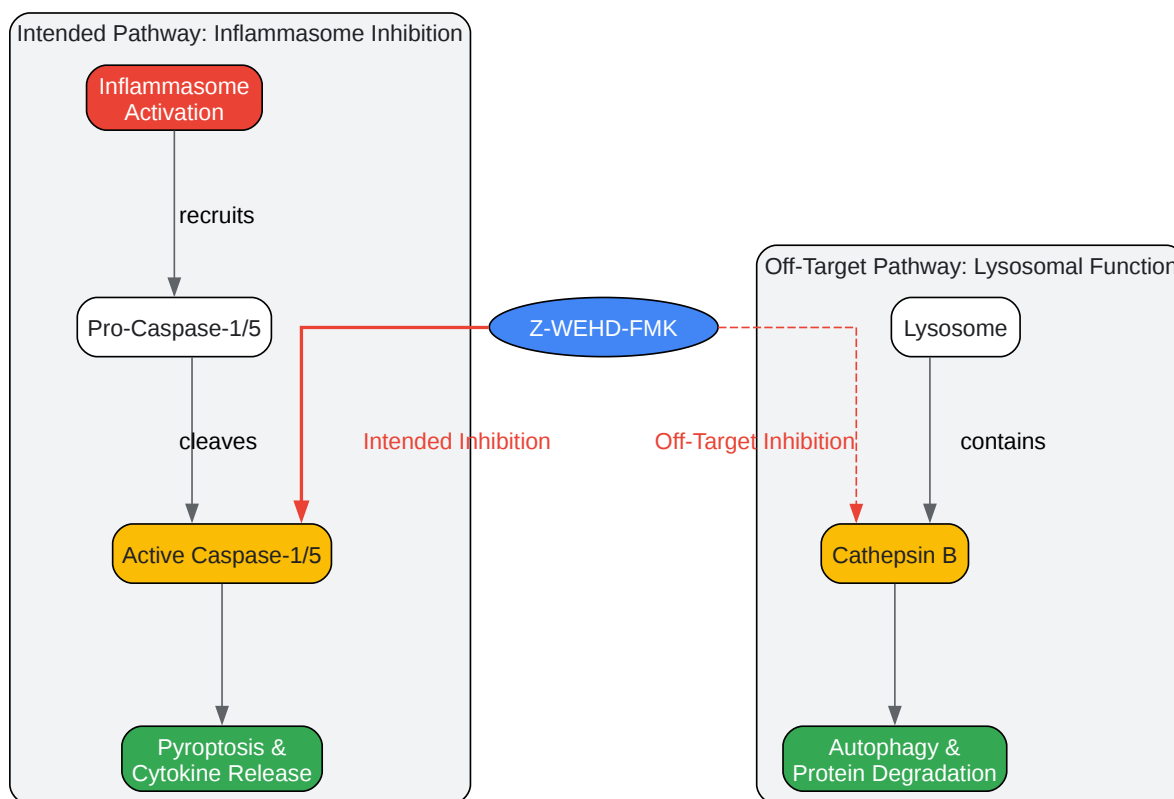 Intended Pathway: Inflammasome Inhibition
Inflammasome
Activation
recruits
Pro-Caspase-1/5
cleaves
Active Caspase-1/5
Pyroptosis &
Cytokine Release
Z-WEHD-FMK
Intended Inhibition
Off-Target Inhibition
Off-Target Pathway: Lysosomal Function
Lysosome
contains
Cathepsin B
Autophagy &
Protein Degradation